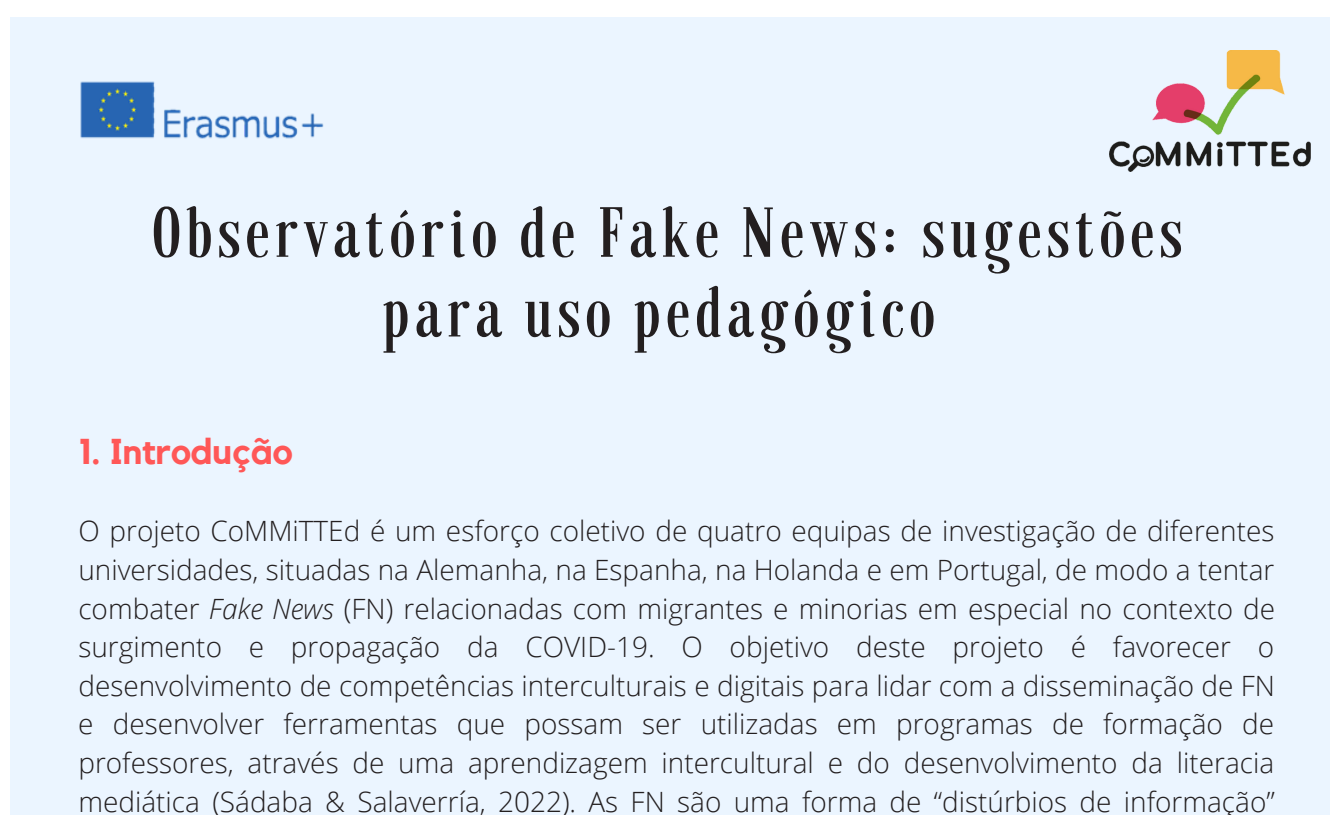 Erasmus+
CoMMiTTEd
Observatório de Fake News: sugestões
para uso pedagógico
1. Introdução
O projeto CoMMiTTEd é um esforço coletivo de quatro equipas de investigação de diferentes
universidades, situadas na Alemanha, na Espanha, na Holanda e em Portugal, de modo a tentar
combater Fake News (FN) relacionadas com migrantes e minorias em especial no contexto de
surgimento e propagação da COVID-19. O objetivo deste projeto é favorecer o
desenvolvimento de competências interculturais e digitais para lidar com a disseminação de FN
e desenvolver ferramentas que possam ser utilizadas em programas de formação de
professores, através de uma aprendizagem intercultural e do desenvolvimento da literacia
mediática (Sádaba & Salaverría, 2022). As FN são uma forma de “distúrbios de informação”